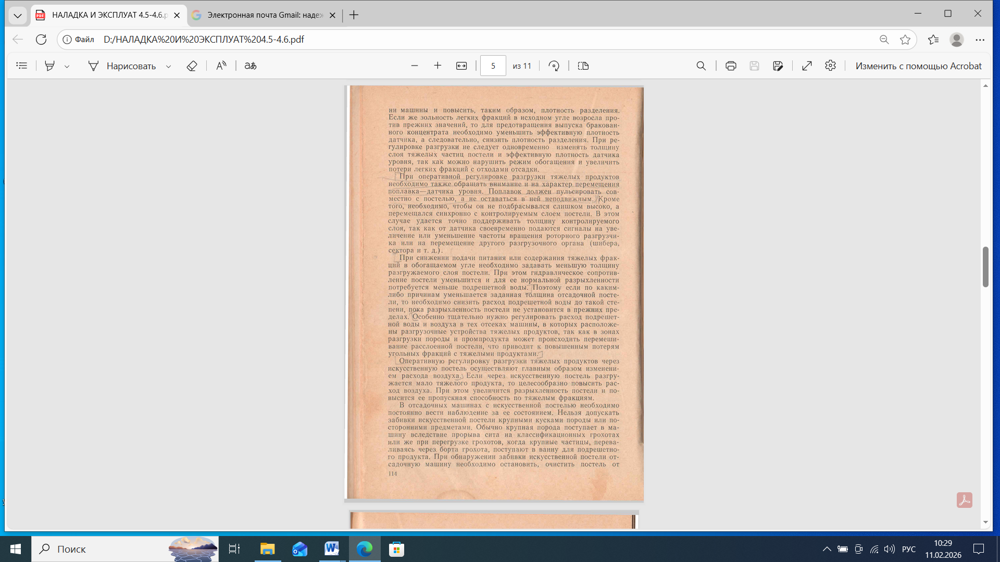 НАЛАДКА И ЭКСПЛУАТ 4.5-4.6.p
Электронная почта Gmail: надеж
Файл
D:/НАЛАДКА%20И%20ЭКСПЛУАТ%204.5-4.6.pdf
Нарисовать
aあ
5
из 11
Изменить с помощью Acrobat
ни машины и повысить, таким образом, плотность разделения.
Если же зольность легких фракций в исходном угле возросла про-
тив прежних значений, то для предотвращения выпуска бракован-
ного концентрата необходимо уменьшить эффективную плотность
датчика, а следовательно, снизить плотность разделения. При ре-
гулировке разгрузки не следует одновременно изменять толщину
слоя тяжелых частиц постели и эффективную плотность датчика
уровня, так как можно нарушить режим обогащения и увеличить
потери легких фракций с отходами отсадки.
При оперативной регулировке разгрузки тяжелых продуктов
необходимо также обращать внимание и на характер перемещения
поплавка—датчика уровня. Поплавок должен пульсировать сов-
местно с постелью, а не оставаться в ней неподвижным. Кроме
того, необходимо, чтобы он не подбрасывался слишком высоко, а
перемещался синхронно с контролируемым слоем постели. В этом
случае удается точно поддерживать толщину контролируемого
слоя, так как от датчика своевременно подаются сигналы на уве-
личение или уменьшение частоты вращения роторного разгрузчи-
ка или на перемещение другого разгрузочного органа (шибера,
сектора и т. д.).
При снижении подачи питания или содержания тяжелых фрак-
ций в обогащаемом угле необходимо задавать меньшую толщину
разгружаемого слоя постели. При этом гидравлическое сопротив-
ление постели уменьшится и для ее нормальной разрыхленности
потребуется меньше подрешетной воды. Поэтому если по каким-
либо причинам уменьшается заданная толщина отсадочной посте-
ли, то необходимо снизить расход подрешетной воды до такой сте-
пени, пока разрыхленность постели не установится в прежних пре-
делах. Особенно тщательно нужно регулировать расход подрешет-
ной воды и воздуха в тех отсеках машины, в которых расположе-
ны разгрузочные устройства тяжелых продуктов, так как в зонах
разгрузки породы и промпродукта может происходить перемеши-
вание расслоенной постели, что приводит к повышенным потерям
угольных фракций с тяжелыми продуктами.
Оперативную регулировку разгрузки тяжелых продуктов через
искусственную постель осуществляют главным образом изменени-
ем расхода воздуха. Если через искусственную постель разгру-
жается мало тяжелого продукта, то целесообразно повысить рас-
ход воздуха. При этом увеличится разрыхленность постели и по-
высится ее пропускная способность по тяжелым фракциям.
В отсадочных машинах с искусственной постелью необходимо
постоянно вести наблюдение за ее состоянием. Нельзя допускать
забивки искусственной постели крупными кусками породы или по-
сторонними предметами. Обычно крупная порода поступает в ма-
шину вследствие прорыва сита на классификационных грохотах
или же при перегрузке грохотов, когда крупные частицы, перева-
ливаясь через борта грохота, поступают в ванну для подрешетно-
го продукта. При обнаружении забивки искусственной постели от-
садочную машину необходимо остановить, очистить постель от
114
Поиск
РУС
10:29
11.02.2026